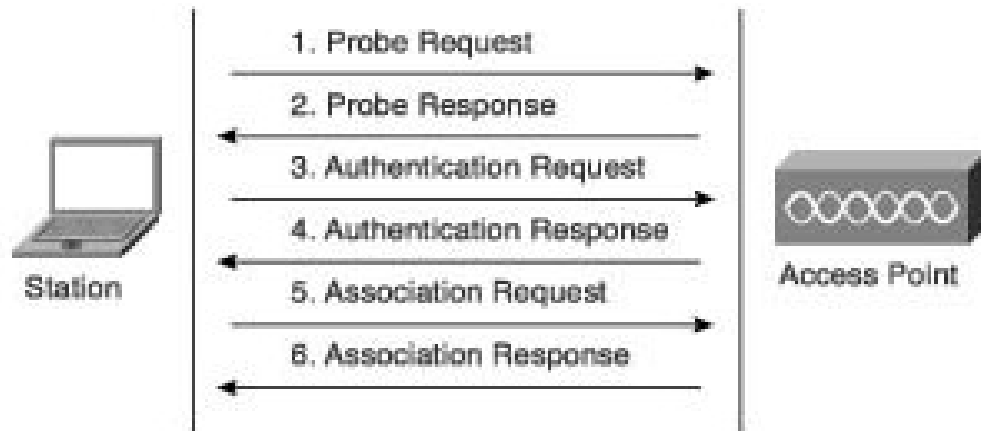 1. Probe Request
2. Probe Response
3. Authentication Request
4. Authentication Response
5. Association Request
6. Association Response
Station
Access Point